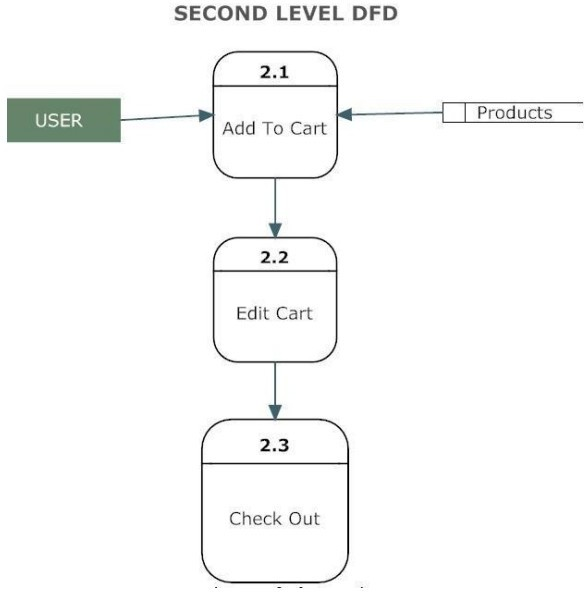 SECOND LEVEL DFD
2.1
USER
Add To Cart
Products
2.2
Edit Cart
2.3
Check Out